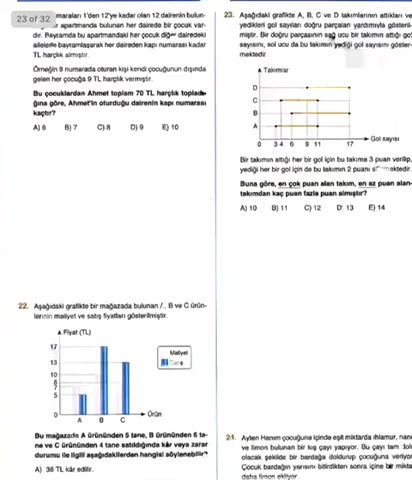 23 of 32
maraları 1'den 12'ye kadar olan 12 dairenin bulun-
apartmanda bulunan her dairede bir çocuk var-
dır. Bayramda bu apartmandaki her çocuk diğer dairedeki
ailelerle bayramlaşarak her daireden kapı numarası kadar
TL harçlık almıştır.
Örneğin 9 numarada oturan kişi kendi çocuğunun dışında
gelen her çocuğa 9 TL harçlık vermiştir.
Bu çocuklardan Ahmet toplam 70 TL harçlık topladı-
ğına göre, Ahmet'in oturduğu dairenin kapı numarası
kaçtır?
A) 6 B) 7 C) 8 D) 9 E) 10
22. Aşağıdaki grafikte bir mağazada bulunan A, B ve C ürün-
lerinin maliyet ve satış fiyatları gösterilmiştir.
Fiyat (TL)
17
13
10
8
7
5
0
A B C
Ürün
Maliyet
Satış
Bu mağazada A ürününden 5 tane, B ürününden 6 ta-
ne ve C ürününden 4 tane satıldığında kâr veya zarar
durumu ile ilgili aşağıdakilerden hangisi söylenebilir?
A) 38 TL kâr edilir.
23. Aşağıdaki grafikte A, B, C ve D takımlarının attıkları ve
yedikleri gol sayıları doğru parçaları yardımıyla gösteril-
miştir. Bir doğru parçasının sağ ucu bir takımın attığı gol
sayısını, sol ucu da bu takımın yediği gol sayısını göster-
mektedir.
Takımlar
D
C
B
A
0 3 4 6 9 11 17
Gol sayısı
Bir takımın attığı her bir gol için bu takıma 3 puan verilip,
yediği her bir gol için de bu takımın 2 puanı
Buna göre, en çok puan alan takım, en az puan alan
takımdan kaç puan fazla puan almıştır?
A) 10 B) 11 C) 12 D) 13 E) 14
24. Ayten Hanım çocuğuna içinde eşit miktarda ıhlamur, nane
ve limon bulunan bir kış çayı yapıyor. Bu çayı tam dolu
olacak şekilde bir bardağa doldurup çocuğuna veriyor.
Çocuk bardağın yarısını bitirdikten sonra içine bir mikta
daha limon ekliyor.